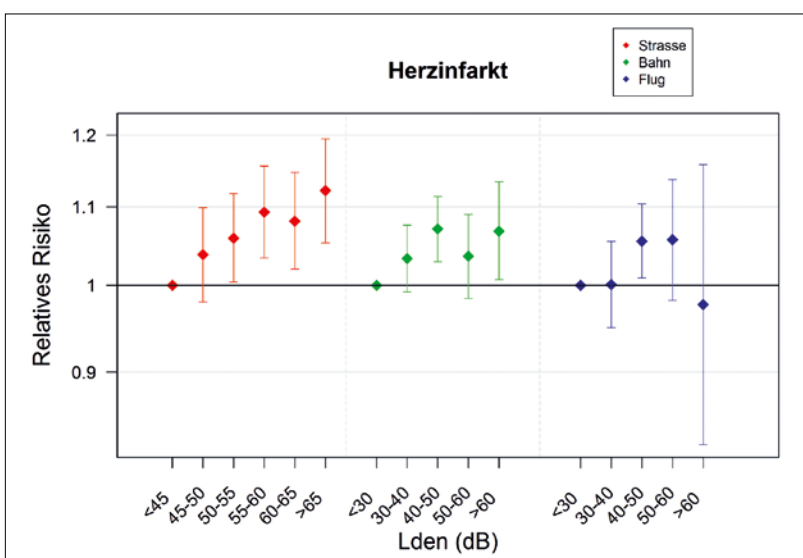 Strasse
Bahn
Flug
Herzinfarkt
Relatives Risiko
1.2
1.1
1
0.9
<45 45-50 50-55 55-60 60-65 >65 <30 30-40 40-50 50-60 >60 <30 30-40 40-50 50-60 >60
Lden (dB)